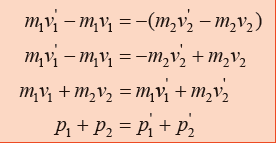 m₁v₁' − m₁v₁ = −(m₂v₂' − m₂v₂)
m₁v₁' − m₁v₁ = −m₂v₂' + m₂v₂
m₁v₁ + m₂v₂ = m₁v₁' + m₂v₂'
p₁ + p₂ = p₁' + p₂'